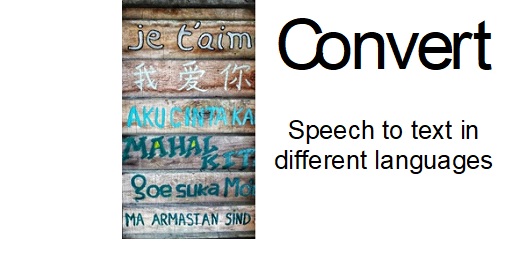 je t'aim
我 爱 你
AKU CINTA KA
MAHAL
KIT
goe suka Mo
MA ARMASTAN SIND
Convert
Speech to text in
different languages